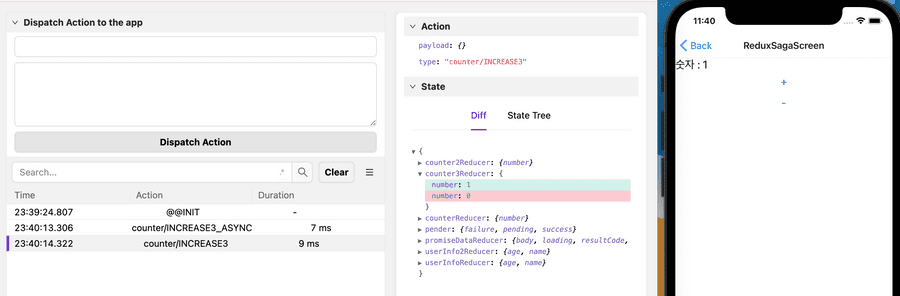 Dispatch Action to the app
Dispatch Action
Search...
.*
Clear
Time Action Duration
23:39:24.807 @@INIT -
23:40:13.306 counter/INCREASE3_ASYNC 7 ms
23:40:14.322 counter/INCREASE3 9 ms
Action
payload: {}
type: "counter/INCREASE3"
State
Diff State Tree
{
counter2Reducer: {number}
counter3Reducer: {
number: 1
number: 0
}
counterReducer: {number}
pender: {failure, pending, success}
promiseDataReducer: {body, loading, resultCode,
userInfo2Reducer: {age, name}
userInfoReducer: {age, name}
}
11:40
Back ReduxSagaScreen
숫자 : 1
+
-